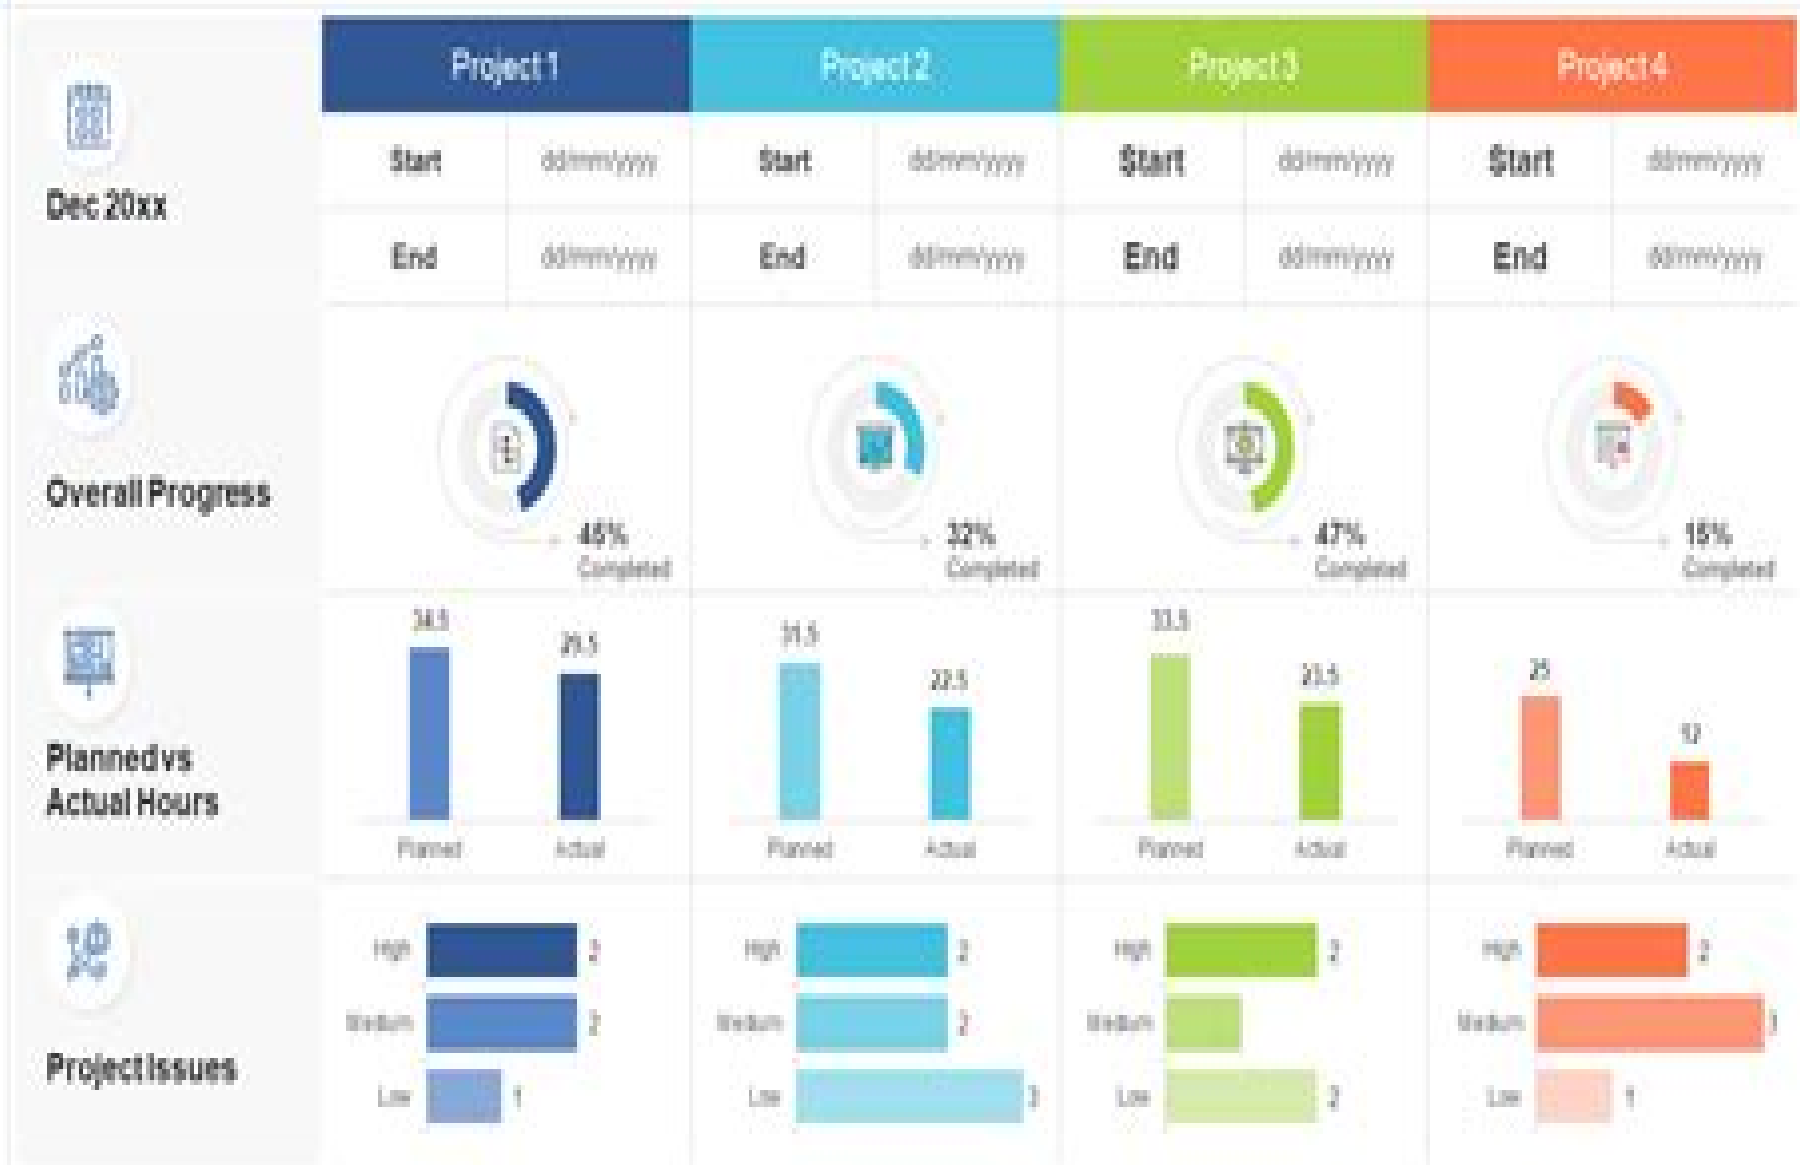 Project 1
Project 2
Project 3
Project 4
Dec 20xx
Start
dd/mm/yyyy
Start
dd/mm/yyyy
Start
dd/mm/yyyy
Start
dd/mm/yyyy
End
dd/mm/yyyy
End
dd/mm/yyyy
End
dd/mm/yyyy
End
dd/mm/yyyy
Overall Progress
45%
Completed
32%
Completed
47%
Completed
15%
Completed
Planned vs
Actual Hours
34.5
29.5
Planned
Actual
31.5
22.5
Planned
Actual
33.5
23.5
Planned
Actual
25
12
Planned
Actual
Project Issues
High 2
Medium 2
Low 1
High 2
Medium 2
Low 3
High 2
Medium
Low 2
High 2
Medium 3
Low 1